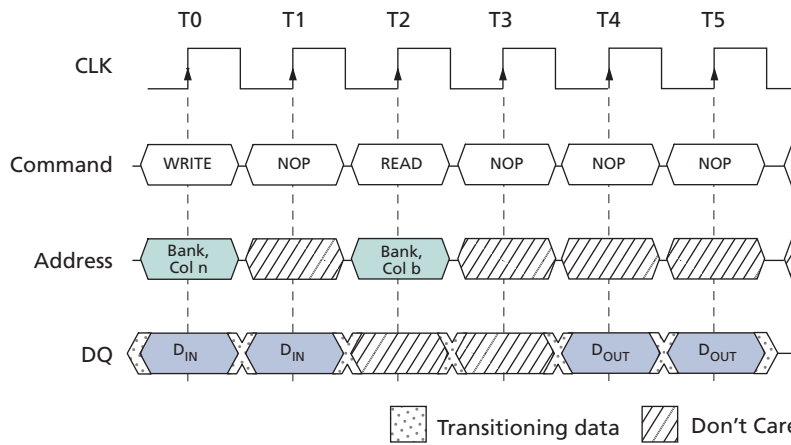 T0 T1 T2 T3 T4 T5
CLK
Command WRITE NOP READ NOP NOP NOP
Address Bank, Col n Bank, Col b
DQ DIN DIN DOUT DOUT
Transitioning data Don't Care